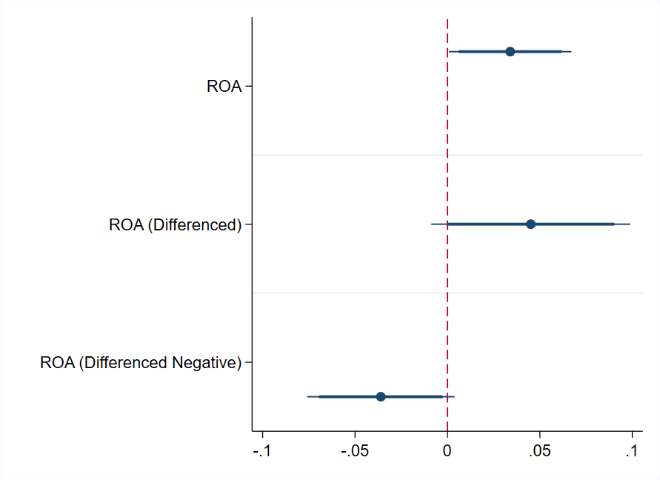 ROA
ROA (Differenced)
ROA (Differenced Negative)
-.1 -.05 0 .05 .1